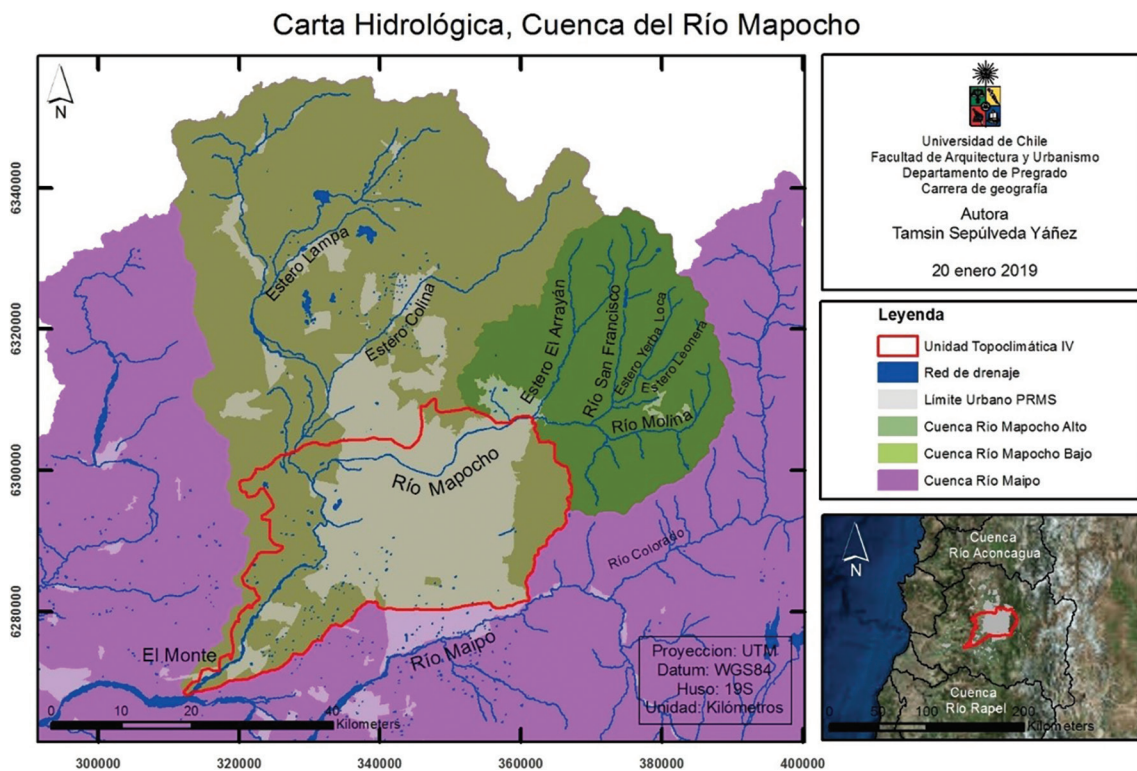 Carta Hidrológica, Cuenca del Río Mapocho
N
6340000
6320000
6300000
6280000
300000
320000
340000
360000
380000
400000
Estero Lampa
Estero Colina
Estero El Arrayán
Río San Francisco
Estero Yerba Loca
Estero Leonera
Río Molina
Río Mapocho
Río Colorado
El Monte
Río Maipo
0
10
20
40
Kilometers
Proyeccion: UTM
Datum: WGS84
Huso: 19S
Unidad: Kilómetros
Universidad de Chile
Facultad de Arquitectura y Urbanismo
Departamento de Pregrado
Carrera de geografía
Autora
Tamsin Sepúlveda Yáñez
20 enero 2019
Leyenda
Unidad Topoclimática IV
Red de drenaje
Límite Urbano PRMS
Cuenca Río Mapocho Alto
Cuenca Río Mapocho Bajo
Cuenca Río Maipo
N
Cuenca
Río Aconcagua
Cuenca
Río Rapel
0
50
100
200
Kilometers